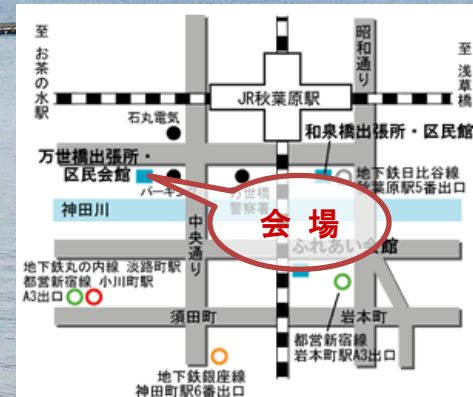 至
お茶の水駅
昭和通り
至
浅草橋
JR秋葉原駅
石丸電気
和泉橋出張所・区民館
万世橋出張所・
区民会館
パーキング
万世橋
警察署
地下鉄日比谷線
秋葉原駅5番出口
神田川
中央通り
会 場
ふれあい会館
地下鉄丸の内線 淡路町駅
都営新宿線 小川町駅
A3出口
須田町
岩本町
都営新宿線
岩本町駅A3出口
地下鉄銀座線
神田町駅6番出口